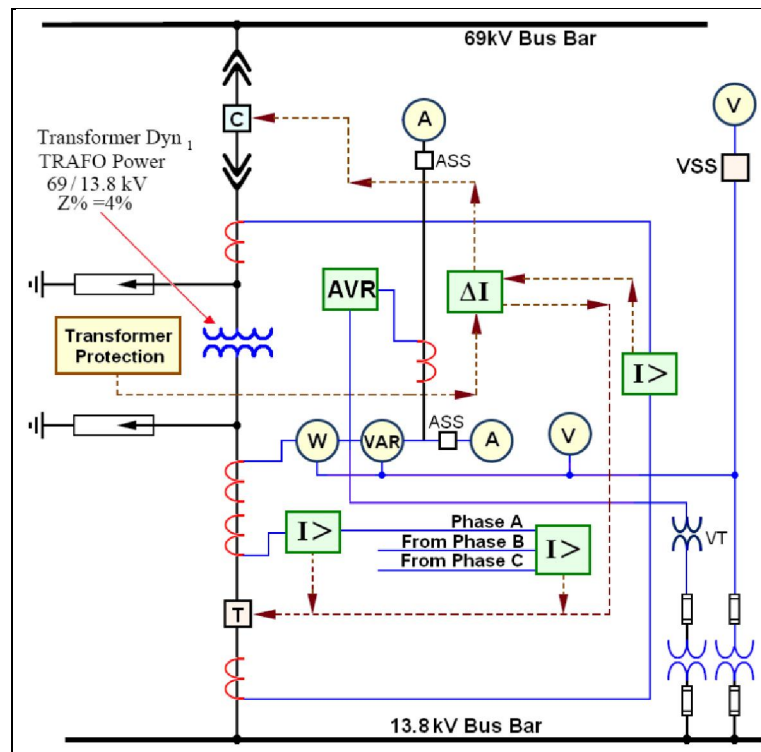 69kV Bus Bar
A
V
C
Transformer Dyn 1
TRAFO Power
69/13.8 kV
Z% =4%
ASS
VSS
AVR
ΔI
Transformer
Protection
I>
W
VAR
ASS
A
V
I>
Phase A
From Phase B
From Phase C
I>
VT
T
13.8 kV Bus Bar